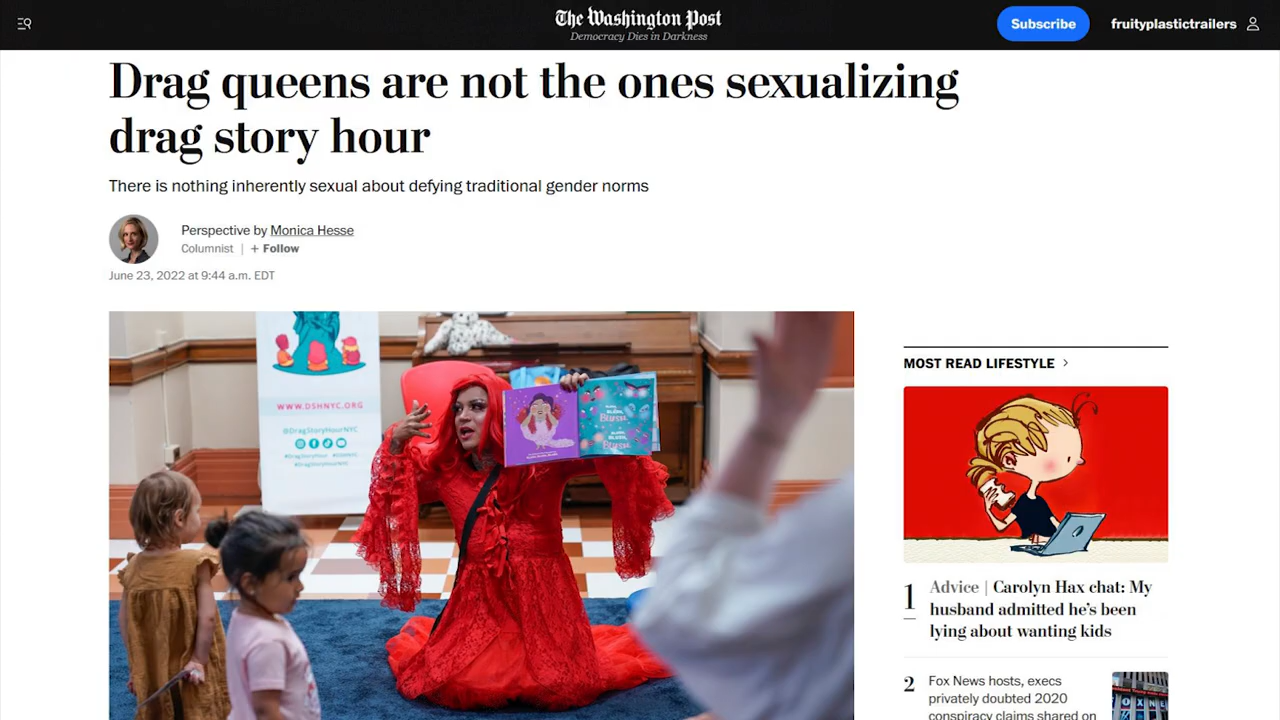 The Washington Post
Democracy Dies in Darkness
Subscribe
fruityplastictrailers
Drag queens are not the ones sexualizing
drag story hour
There is nothing inherently sexual about defying traditional gender norms
Perspective by Monica Hesse
Columnist | + Follow
June 23, 2022 at 9:44 a.m. EDT
WWW.DSHNYC.ORG
@DragStoryHourNYC
MOST READ LIFESTYLE >
1
Advice | Carolyn Hax chat: My
husband admitted he's been
lying about wanting kids
2
Fox News hosts, execs
privately doubted 2020
conspiracy claims shared on